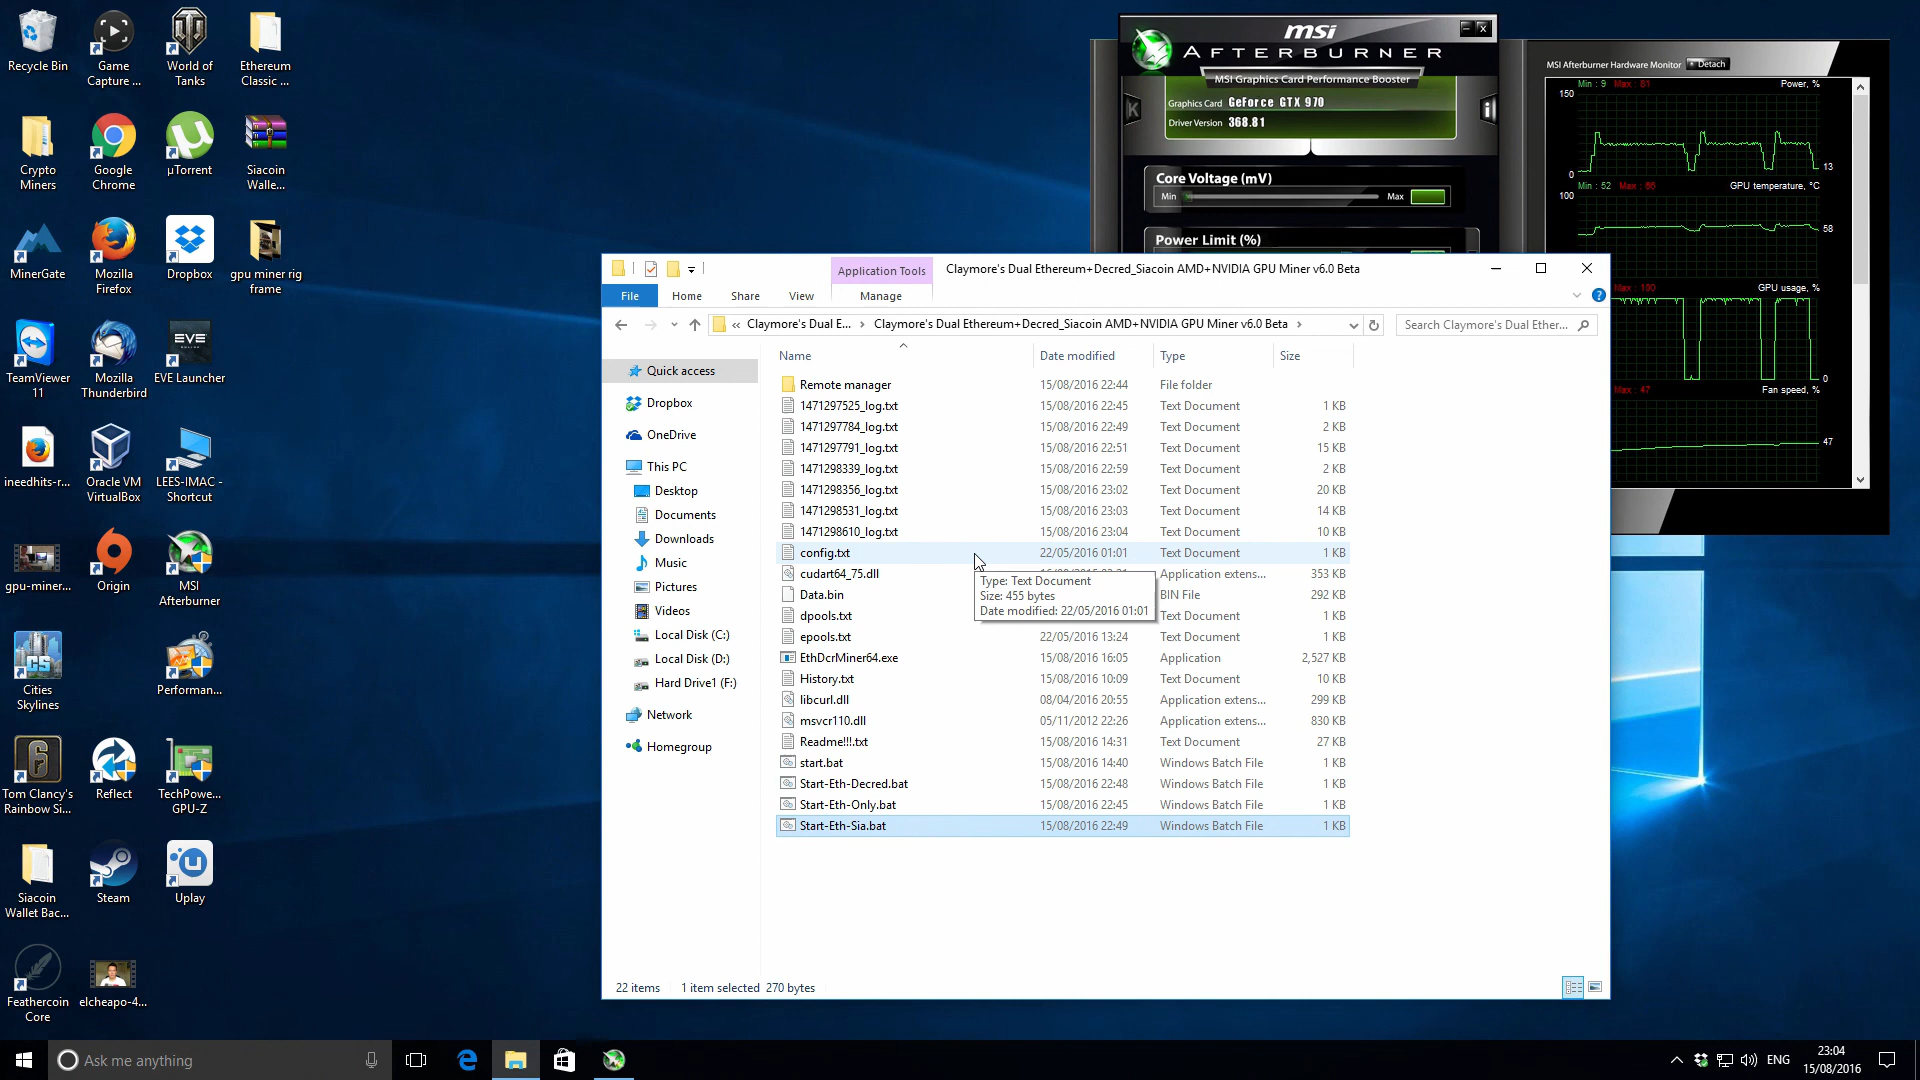 Recycle Bin
Game
Capture ...
World of
Tanks
Ethereum
Classic ...
Crypto
Miners
Google
Chrome
µTorrent
Siacoin
Walle...
MinerGate
Mozilla
Firefox
Dropbox
gpu miner rig
frame
TeamViewer
11
Mozilla
Thunderbird
EVE
EVE Launcher
ineedhits-r...
Oracle VM
VirtualBox
LEES-IMAC -
Shortcut
gpu-miner...
Origin
MSI
Afterburner
CS
Cities
Skylines
Performan...
6
Tom Clancy's
Rainbow Si...
Reflect
TechPowe...
GPU-Z
Siacoin
Wallet Bac...
Steam
Uplay
Feathercoin
Core
elcheapo-4...
msi
AFTERBURNER
MSI Graphics Card Performance Booster
K
i
Graphics Card GeForce GTX 970
Driver Version 368.81
Core Voltage (mV)
Min Max
Power Limit (%)
MSI Afterburner Hardware Monitor Detach
Min : 9 Max : 81 Power, %
150
13
0
Min : 52 Max : 66 GPU temperature, °C
100
58
Max : 100 GPU usage, %
0
Max : 47 Fan speed, %
47
Application Tools
Claymore's Dual Ethereum+Decred_Siacoin AMD+NVIDIA GPU Miner v6.0 Beta
File Home Share View Manage
« Claymore's Dual E... › Claymore's Dual Ethereum+Decred_Siacoin AMD+NVIDIA GPU Miner v6.0 Beta ›
Search Claymore's Dual Ether...
Quick access
Dropbox
OneDrive
This PC
Desktop
Documents
Downloads
Music
Pictures
Videos
Local Disk (C:)
Local Disk (D:)
Hard Drive1 (F:)
Network
Homegroup
Name Date modified Type Size
Remote manager 15/08/2016 22:44 File folder
1471297525_log.txt 15/08/2016 22:45 Text Document 1 KB
1471297784_log.txt 15/08/2016 22:49 Text Document 2 KB
1471297791_log.txt 15/08/2016 22:51 Text Document 15 KB
1471298339_log.txt 15/08/2016 22:59 Text Document 2 KB
1471298356_log.txt 15/08/2016 23:02 Text Document 20 KB
1471298531_log.txt 15/08/2016 23:03 Text Document 14 KB
1471298610_log.txt 15/08/2016 23:04 Text Document 10 KB
config.txt 22/05/2016 01:01 Text Document 1 KB
cudart64_75.dll Application extens... 353 KB
Data.bin BIN File 292 KB
dpools.txt Text Document 1 KB
epools.txt 22/05/2016 13:24 Text Document 1 KB
EthDcrMiner64.exe 15/08/2016 16:05 Application 2,527 KB
History.txt 15/08/2016 10:09 Text Document 10 KB
libcurl.dll 08/04/2016 20:55 Application extens... 299 KB
msvcr110.dll 05/11/2012 22:26 Application extens... 830 KB
Readme!!!.txt 15/08/2016 14:31 Text Document 27 KB
start.bat 15/08/2016 14:40 Windows Batch File 1 KB
Start-Eth-Decred.bat 15/08/2016 22:48 Windows Batch File 1 KB
Start-Eth-Only.bat 15/08/2016 22:45 Windows Batch File 1 KB
Start-Eth-Sia.bat 15/08/2016 22:49 Windows Batch File 1 KB
Type: Text Document
Size: 455 bytes
Date modified: 22/05/2016 01:01
22 items 1 item selected 270 bytes
Ask me anything
ENG
23:04
15/08/2016